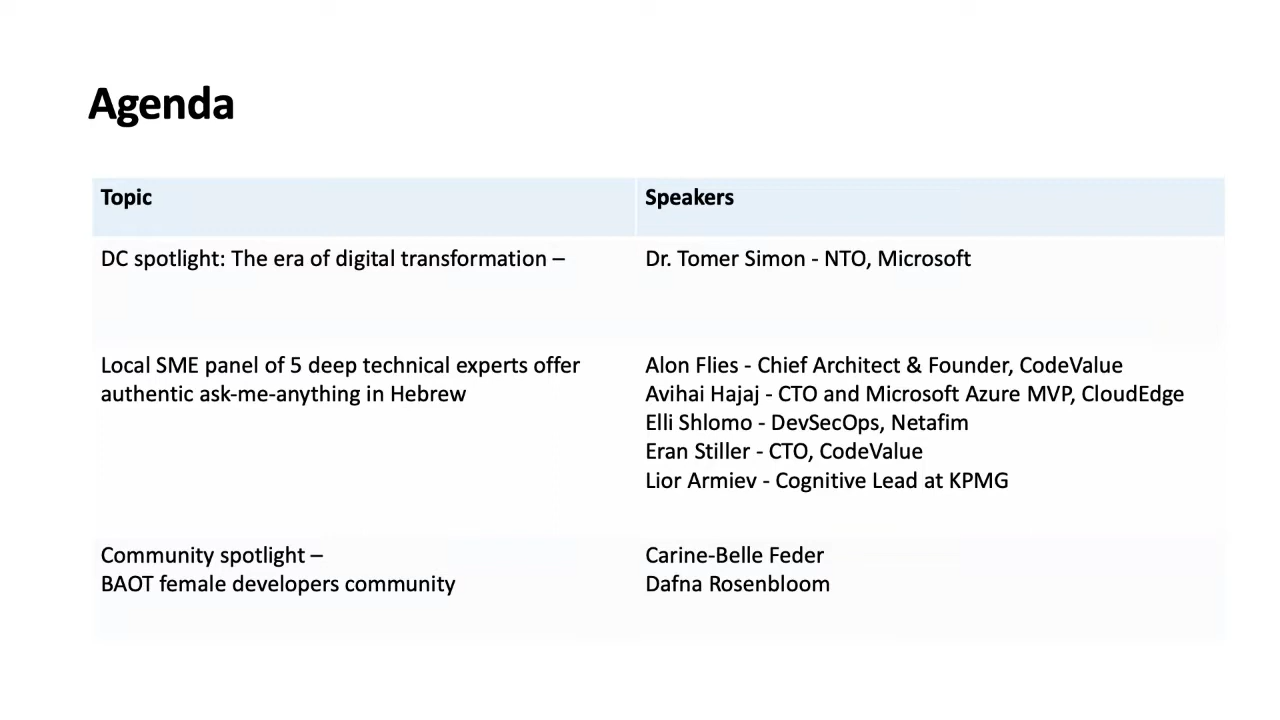 Agenda
Topic
Speakers
DC spotlight: The era of digital transformation –
Dr. Tomer Simon - NTO, Microsoft
Local SME panel of 5 deep technical experts offer
authentic ask-me-anything in Hebrew
Alon Flies - Chief Architect & Founder, CodeValue
Avihai Hajaj - CTO and Microsoft Azure MVP, CloudEdge
Elli Shlomo - DevSecOps, Netafim
Eran Stiller - CTO, CodeValue
Lior Armiev - Cognitive Lead at KPMG
Community spotlight –
BAOT female developers community
Carine-Belle Feder
Dafna Rosenbloom